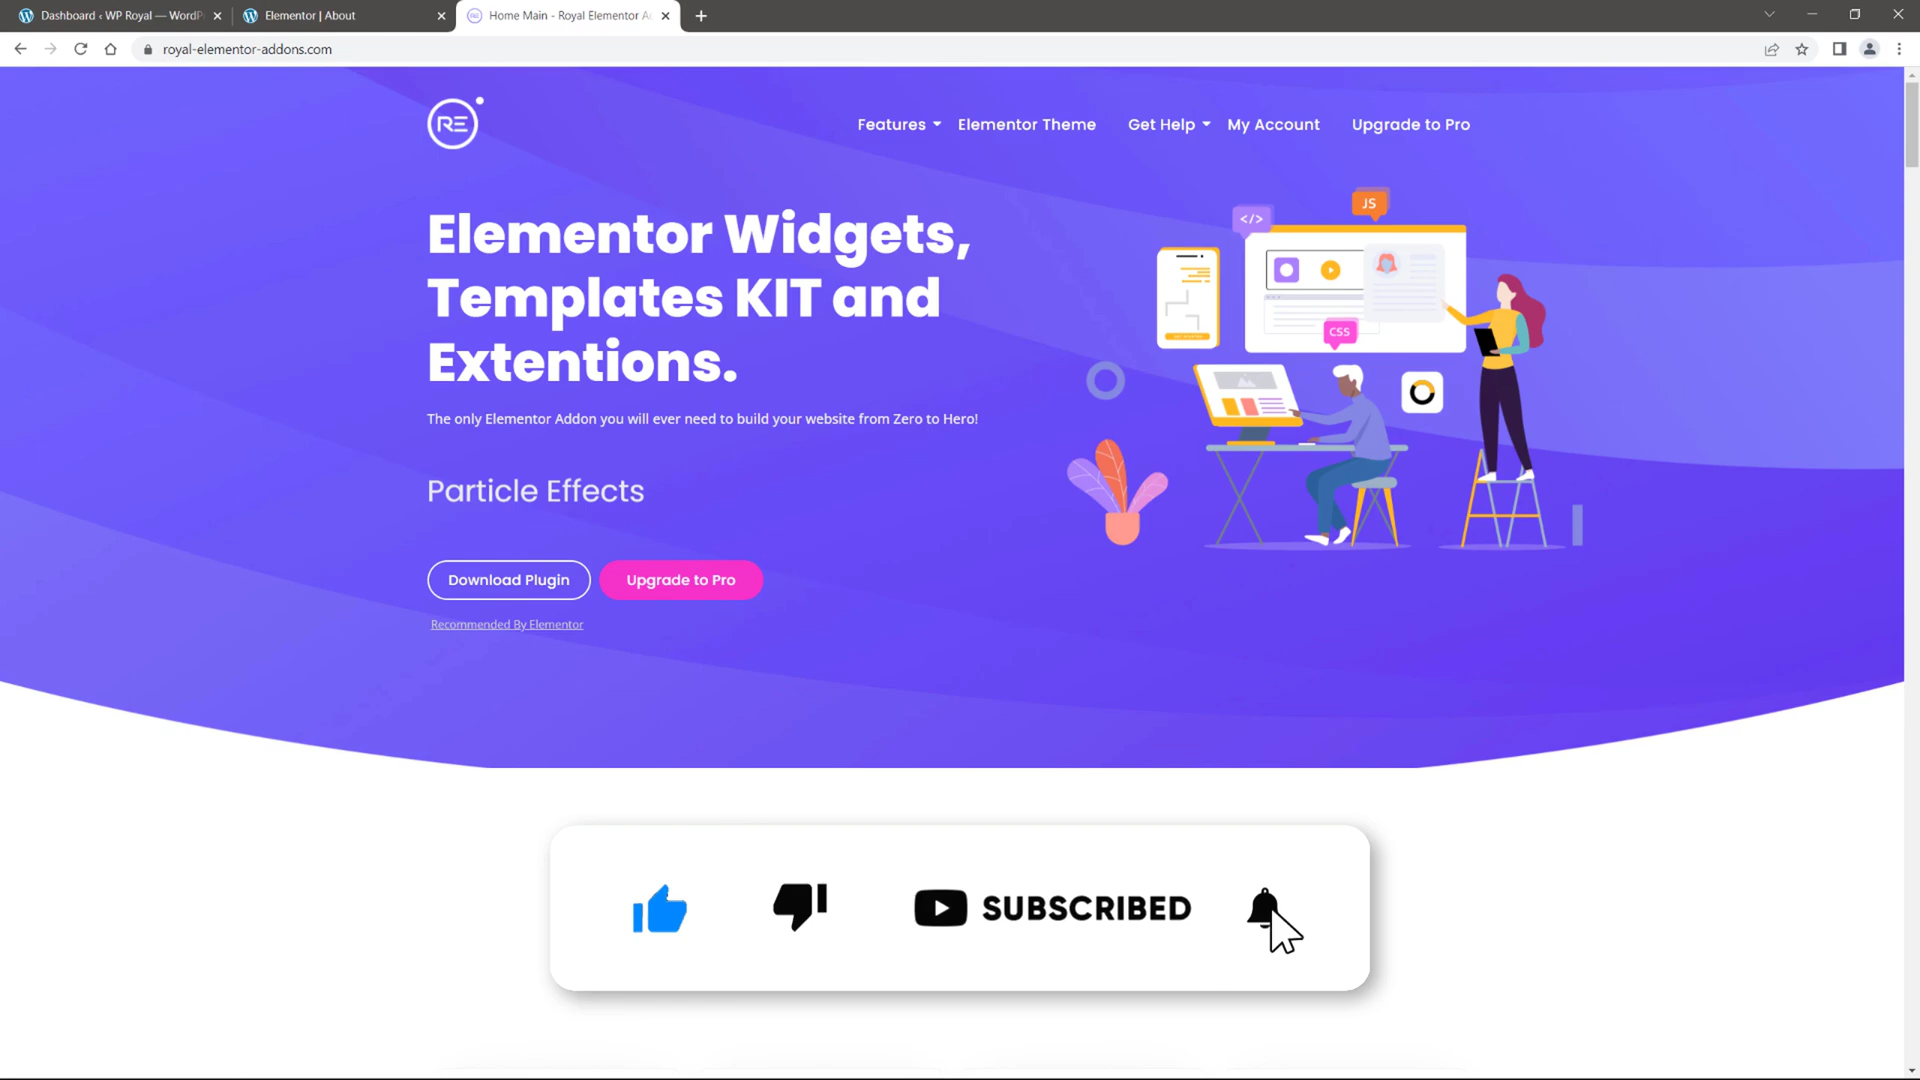 Dashboard ‹ WP Royal — WordP
Elementor | About
Home Main - Royal Elementor A
royal-elementor-addons.com
RE
Features
Elementor Theme
Get Help
My Account
Upgrade to Pro
Elementor Widgets,
Templates KIT and
Extentions.
The only Elementor Addon you will ever need to build your website from Zero to Hero!
Particle Effects
Download Plugin
Upgrade to Pro
Recommended By Elementor
</>
JS
CSS
SUBSCRIBED